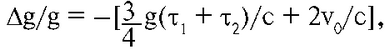 Δg/g = −[3/4 g(τ₁ + τ₂)/c + 2v₀/c],